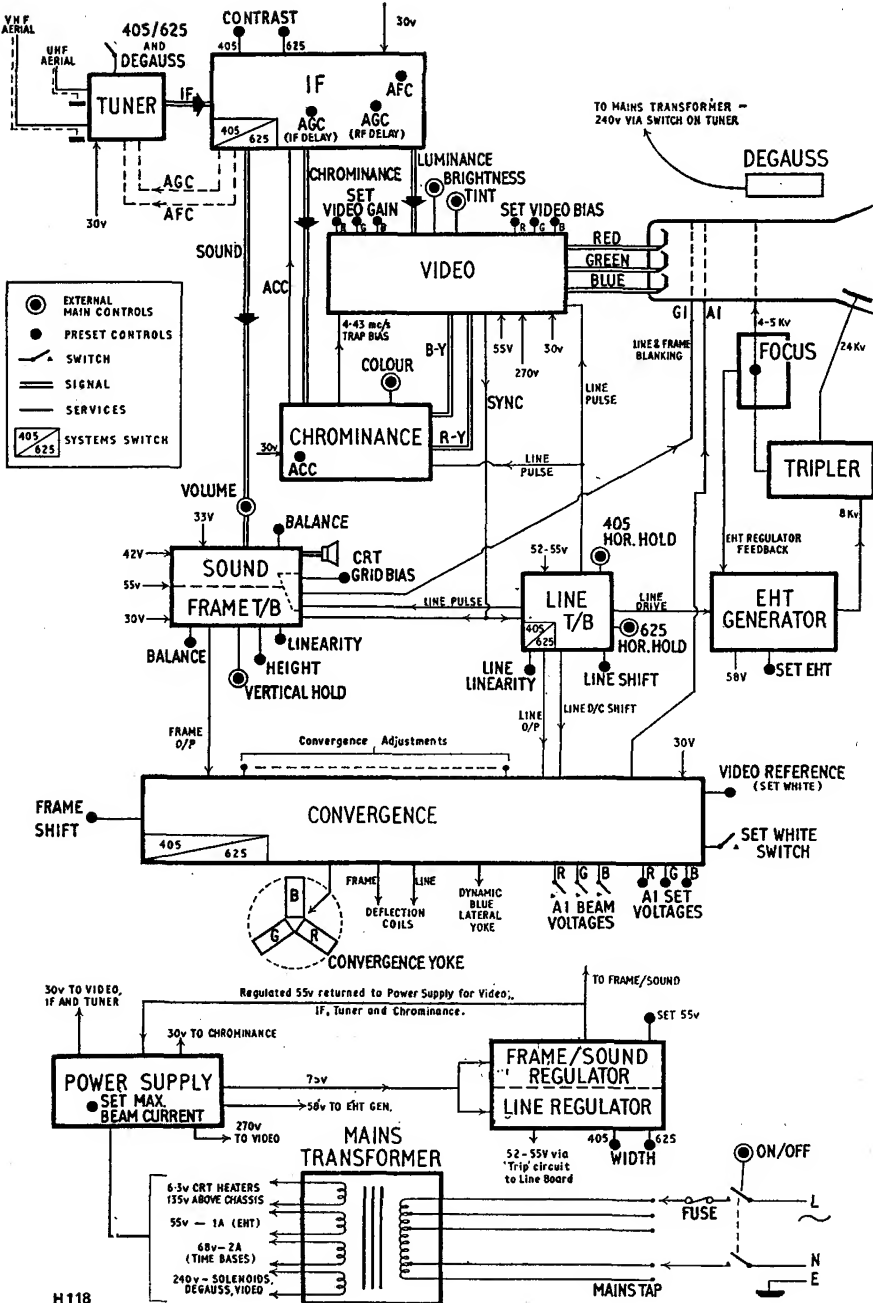 VHF
AERIAL
UHF
AERIAL
405/625
AND
DEGAUSS
TUNER
IF
30v
AGC
AFC
CONTRAST
405
625
30v
IF
AFC
AGC
(IF DELAY)
AGC
(RF DELAY)
405
625
TO MAINS TRANSFORMER -
240v VIA SWITCH ON TUNER
DEGAUSS
CHROMINANCE
LUMINANCE
BRIGHTNESS
TINT
SET
VIDEO GAIN
R G B
SET VIDEO BIAS
R G B
VIDEO
RED
GREEN
BLUE
SOUND
ACC
EXTERNAL
MAIN CONTROLS
PRESET CONTROLS
SWITCH
SIGNAL
SERVICES
405
625
SYSTEMS SWITCH
4·43 mc/s
TRAP BIAS
B-Y
R-Y
55V
270v
30v
SYNC
LINE
PULSE
LINE & FRAME
BLANKING
G1
A1
4-5 Kv
FOCUS
24Kv
COLOUR
CHROMINANCE
ACC
30v
LINE
PULSE
TRIPLER
8Kv
VOLUME
33V
BALANCE
42V
55v
30V
SOUND
FRAME T/B
CRT
GRID BIAS
LINE PULSE
BALANCE
LINEARITY
HEIGHT
VERTICAL HOLD
52-55v
405
HOR. HOLD
LINE
T/B
405
625
LINE
DRIVE
625
HOR. HOLD
LINE
LINEARITY
LINE SHIFT
EHT REGULATOR
FEEDBACK
EHT
GENERATOR
58V
SET EHT
FRAME
O/P
LINE
O/P
LINE D/C SHIFT
Convergence Adjustments
30V
VIDEO REFERENCE
(SET WHITE)
FRAME
SHIFT
CONVERGENCE
405
625
SET WHITE
SWITCH
FRAME
LINE
DEFLECTION
COILS
DYNAMIC
BLUE
LATERAL
YOKE
R G B
A1 BEAM
VOLTAGES
R G B
A1 SET
VOLTAGES
B
G
R
CONVERGENCE YOKE
30v TO VIDEO,
IF AND TUNER
Regulated 55v returned to Power Supply for Video,
IF, Tuner and Chrominance.
TO FRAME/SOUND
SET 55v
30v TO CHROMINANCE
POWER SUPPLY
SET MAX.
BEAM CURRENT
75v
58v TO EHT GEN.
270v
TO VIDEO
FRAME/SOUND
REGULATOR
LINE REGULATOR
52-55V via
'Trip' circuit
to Line Board
405
625
WIDTH
MAINS
TRANSFORMER
6·3v CRT HEATERS
135v ABOVE CHASSIS
55v — 1A (EHT)
68v-2A
(TIME BASES)
240v - SOLENOIDS,
DEGAUSS, VIDEO
ON/OFF
FUSE
L
N
E
MAINS TAP
H118